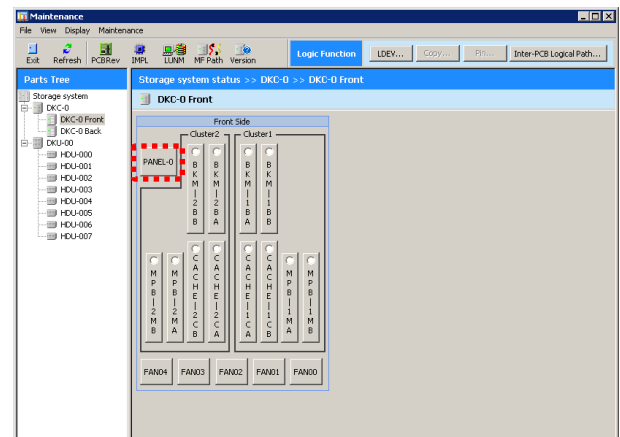 Maintenance
File View Display Maintenance
Exit Refresh PCBRev IMPL LUNM MF Path Version
Logic Function LDEV... Copy... Pin... Inter-PCB Logical Path...
Parts Tree
Storage system status >> DKC-0 >> DKC-0 Front
Storage system
DKC-0
DKC-0 Front
DKC-0 Back
DKU-00
HDU-000
HDU-001
HDU-002
HDU-003
HDU-004
HDU-005
HDU-006
HDU-007
DKC-0 Front
Front Side
Cluster2 Cluster1
PANEL-0
BKM|2BB
BKM|2BA
BKM|1BA
BKM|1BB
MPB|2MB
MPB|2MA
CACHE|2CB
CACHE|2CA
CACHE|1CA
CACHE|1CB
MPB|1MA
MPB|1MB
FAN04 FAN03 FAN02 FAN01 FAN00